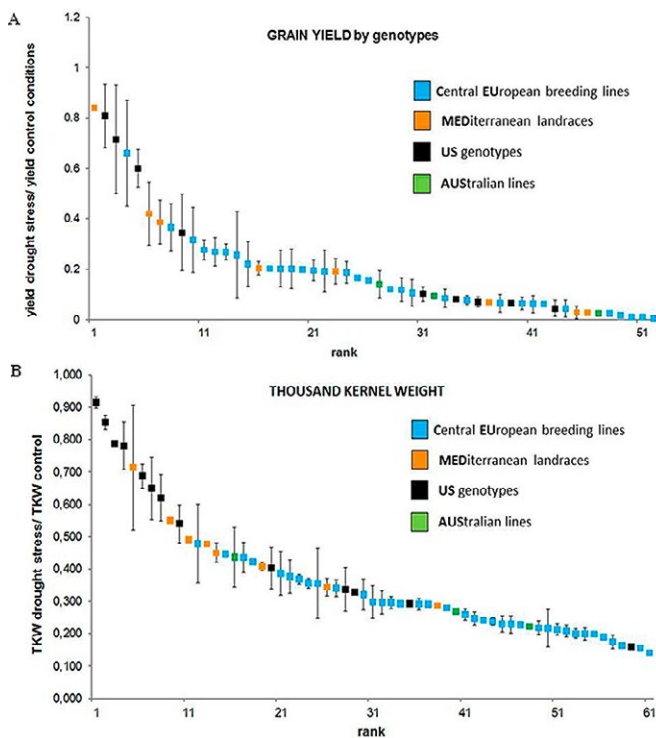 A
GRAIN YIELD by genotypes
Central EUropean breeding lines
MEDiterranean landraces
US genotypes
AUStralian lines
yield drought stress/ yield control conditions
1
0.8
0.6
0.4
0.2
0
1 11 21 31 41 51
rank
B
THOUSAND KERNEL WEIGHT
Central EUropean breeding lines
MEDiterranean landraces
US genotypes
AUStralian lines
TKW drought stress/ TKW control
1,000
0,900
0,800
0,700
0,600
0,500
0,400
0,300
0,200
0,100
0,000
1 11 21 31 41 51 61
rank